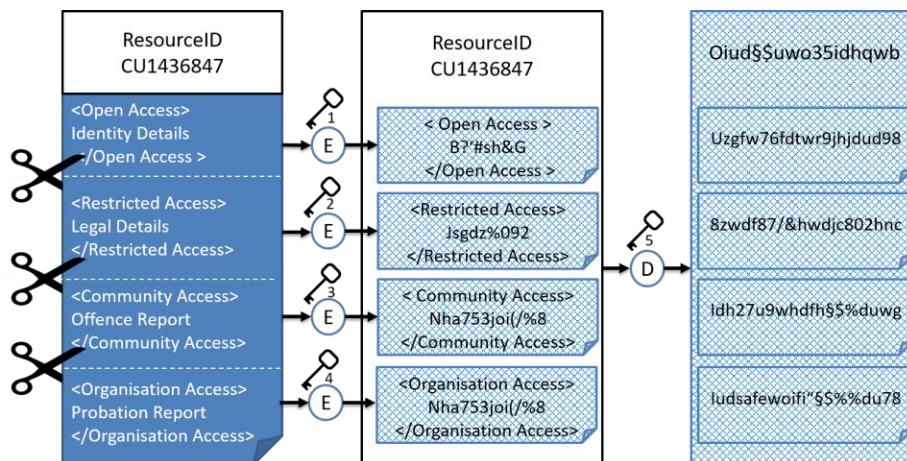 ResourceID
CU1436847
<Open Access>
Identity Details
</Open Access >
<Restricted Access>
Legal Details
</Restricted Access>
<Community Access>
Offence Report
</Community Access>
<Organisation Access>
Probation Report
</Organisation Access>
1
E
2
E
3
E
4
E
ResourceID
CU1436847
< Open Access >
B?'#sh&G
</Open Access >
<Restricted Access>
Jsgdz%092
</Restricted Access>
< Community Access>
Nha753joi(/%8
</Community Access>
<Organisation Access>
Nha753joi(/%8
</Organisation Access>
5
D
Oiud§$uwo35idhqwb
Uzgfw76fdtwr9jhjdud98
8zwdf87/&hwdjc802hnc
Idh27u9whdfh§$%duwg
Iudsafewoifi“§$%%du78